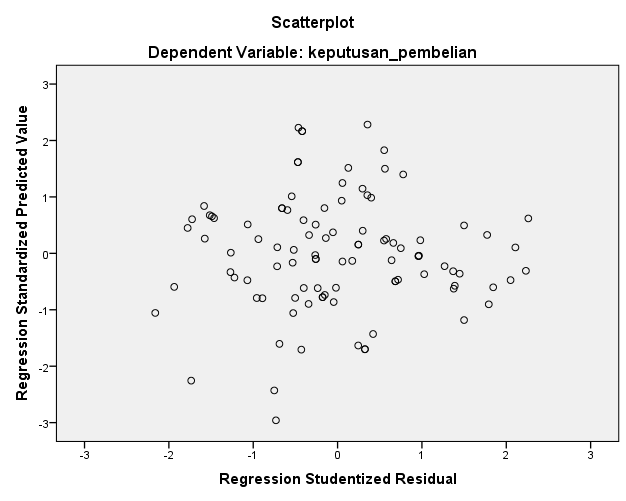 Scatterplot
Dependent Variable: keputusan_pembelian
Regression Standardized Predicted Value
3
2
1
0
-1
-2
-3
-3 -2 -1 0 1 2 3
Regression Studentized Residual